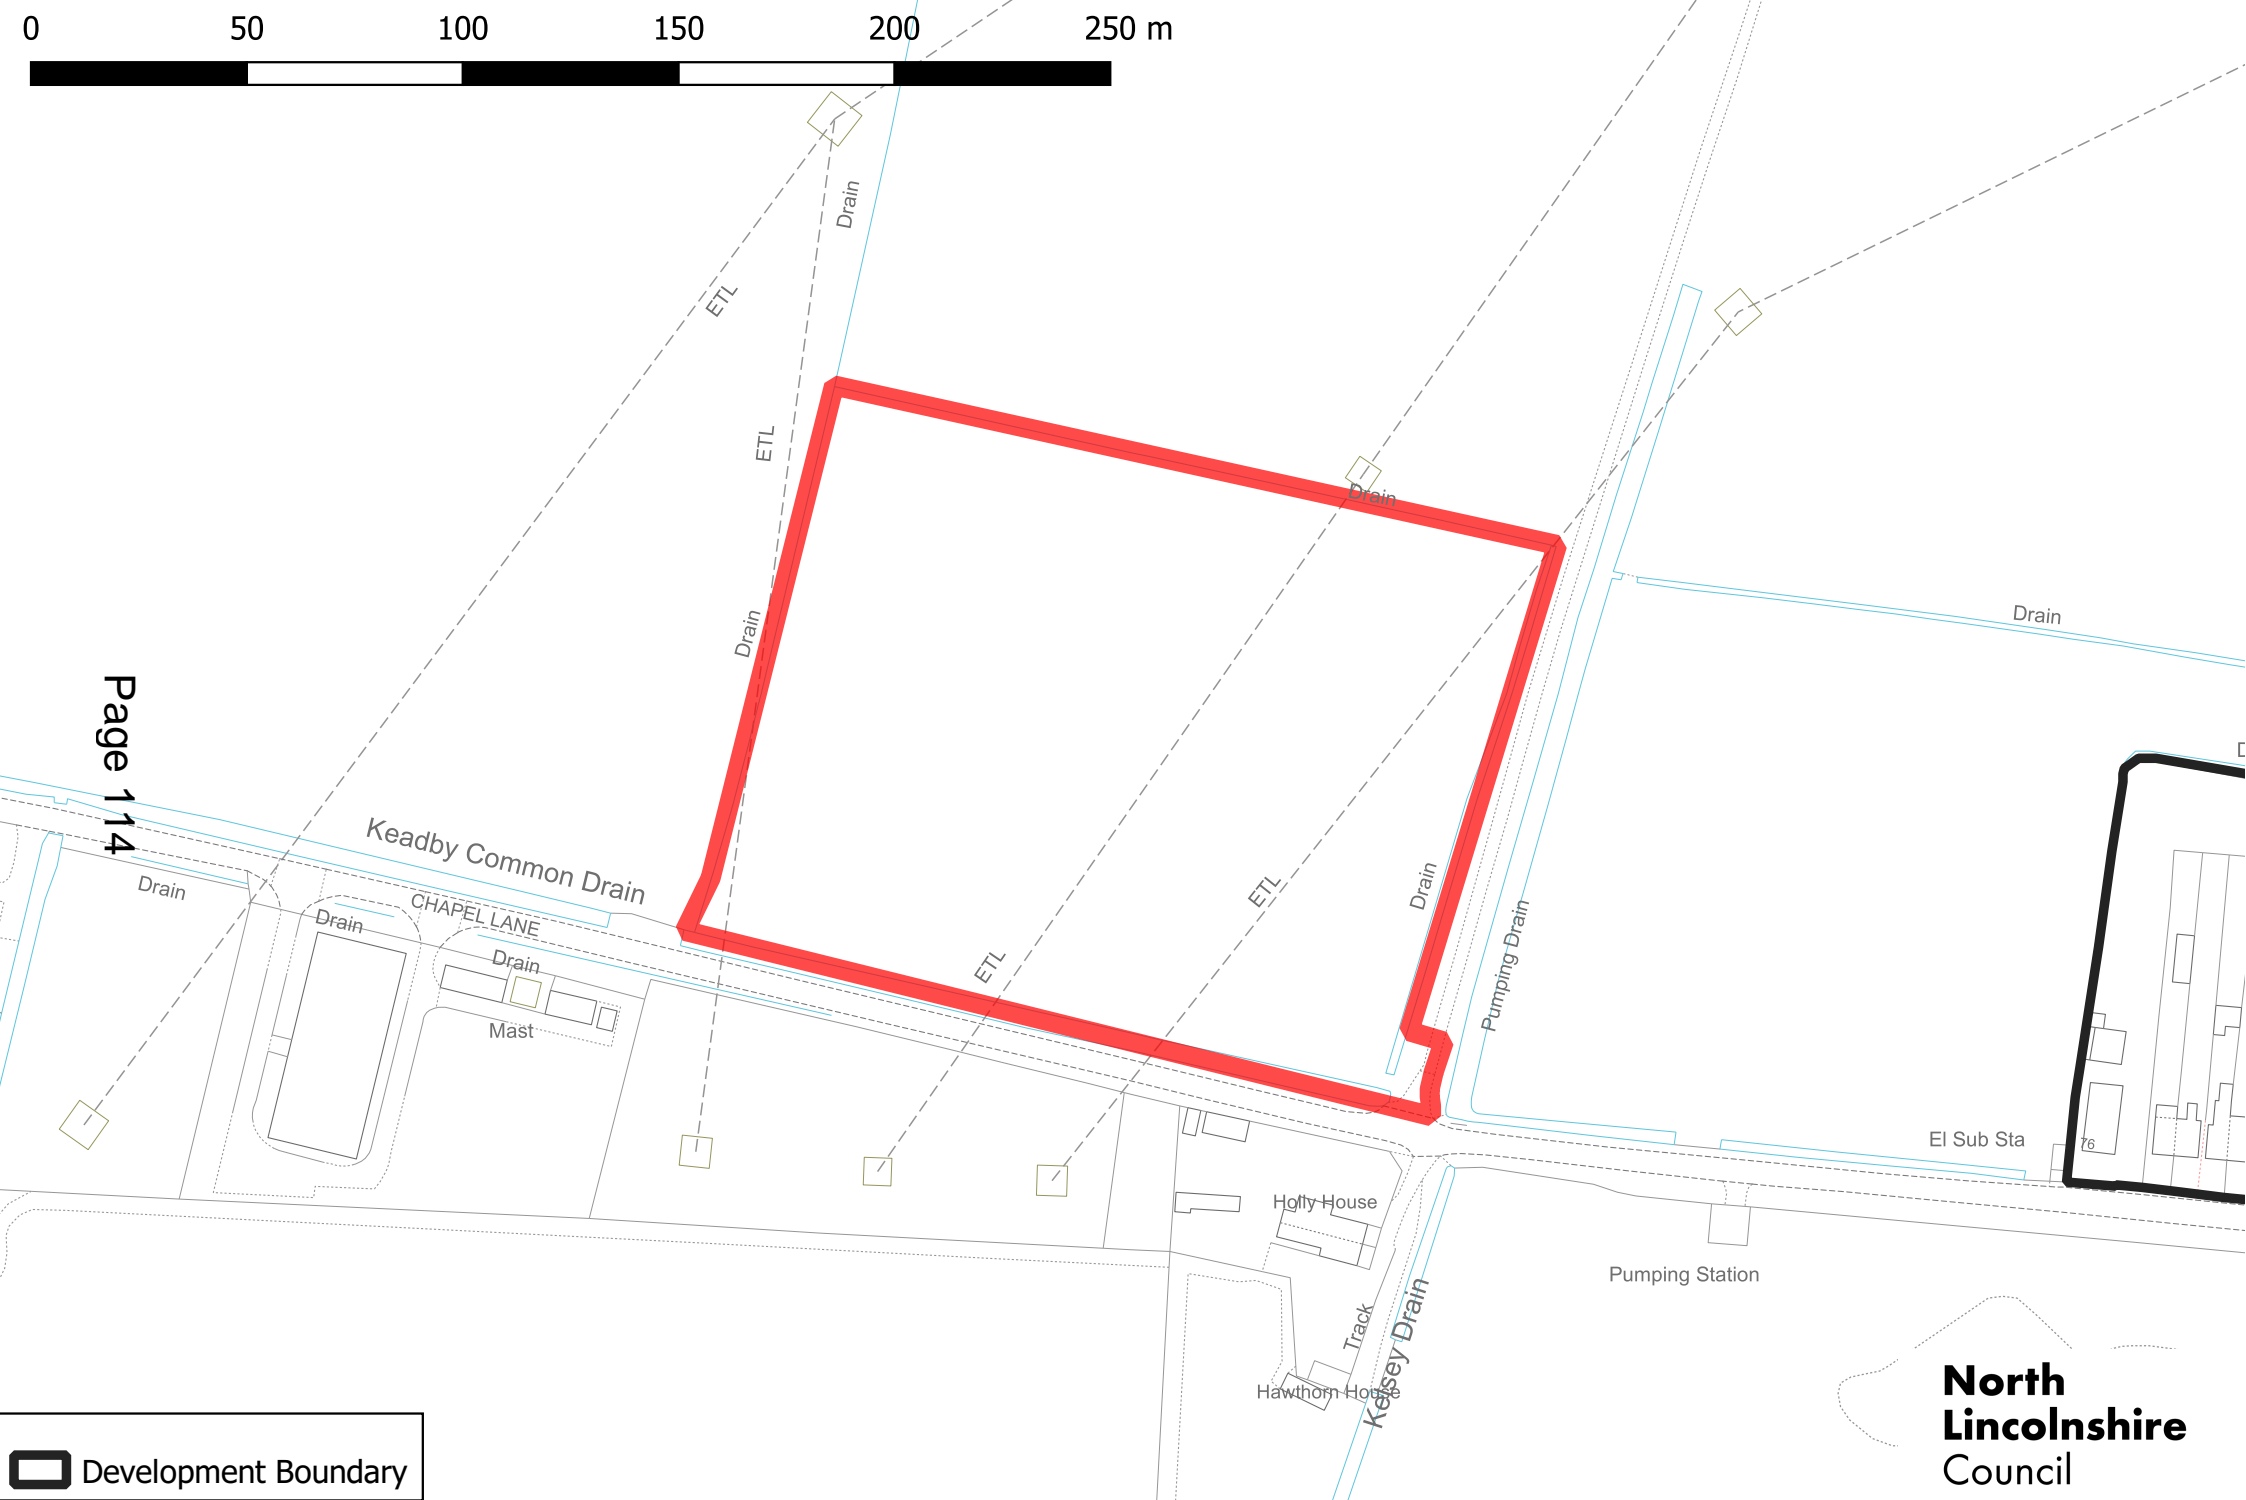 0 50 100 150 200 250 m
Drain
ETL
ETL
Drain
Drain
Drain
Page 114
Keadby Common Drain
Drain
CHAPEL LANE
Drain
Drain
Mast
ETL
ETL
Drain
Pumping Drain
El Sub Sta
76
Holly House
Pumping Station
Track
Kelsey Drain
Hawthorn House
North
Lincolnshire
Council
Development Boundary